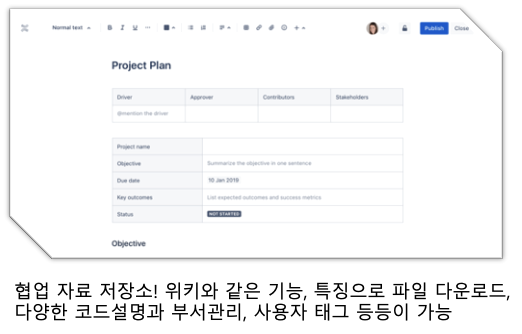 Normal text
B I U
Publish
Close
Project Plan
Driver Approver Contributors Stakeholders
@mention the driver
Project name
Objective Summarize the objective in one sentence
Due date 10 Jan 2019
Key outcomes List expected outcomes and success metrics
Status NOT STARTED
Objective
협업 자료 저장소! 위키와 같은 기능, 특징으로 파일 다운로드,
다양한 코드설명과 부서관리, 사용자 태그 등등이 가능